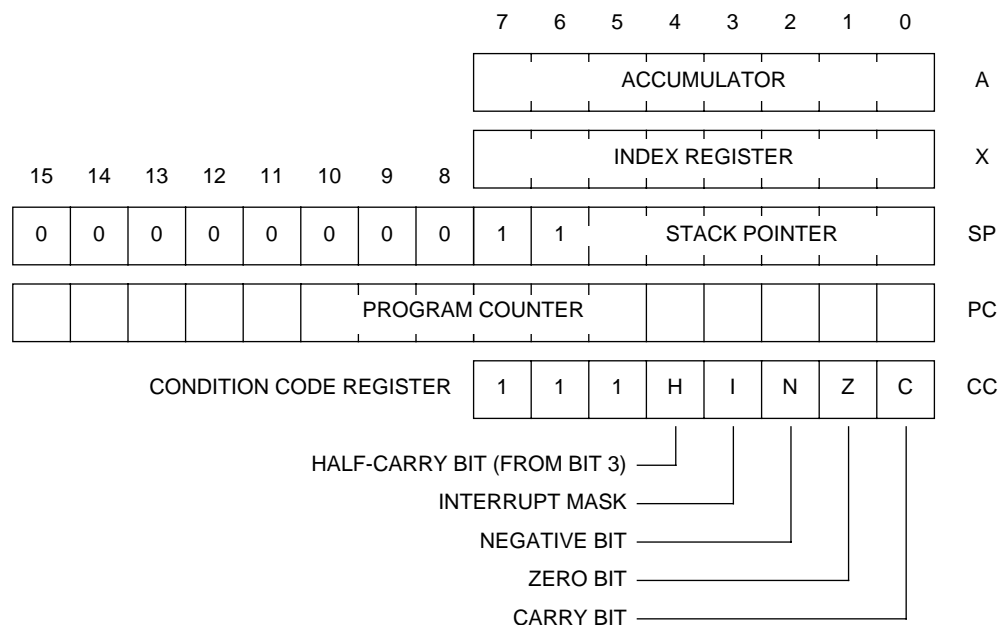 7 6 5 4 3 2 1 0
ACCUMULATOR A
INDEX REGISTER X
15 14 13 12 11 10 9 8
0 0 0 0 0 0 0 0 1 1 STACK POINTER SP
PROGRAM COUNTER PC
CONDITION CODE REGISTER 1 1 1 H I N Z C CC
HALF-CARRY BIT (FROM BIT 3)
INTERRUPT MASK
NEGATIVE BIT
ZERO BIT
CARRY BIT